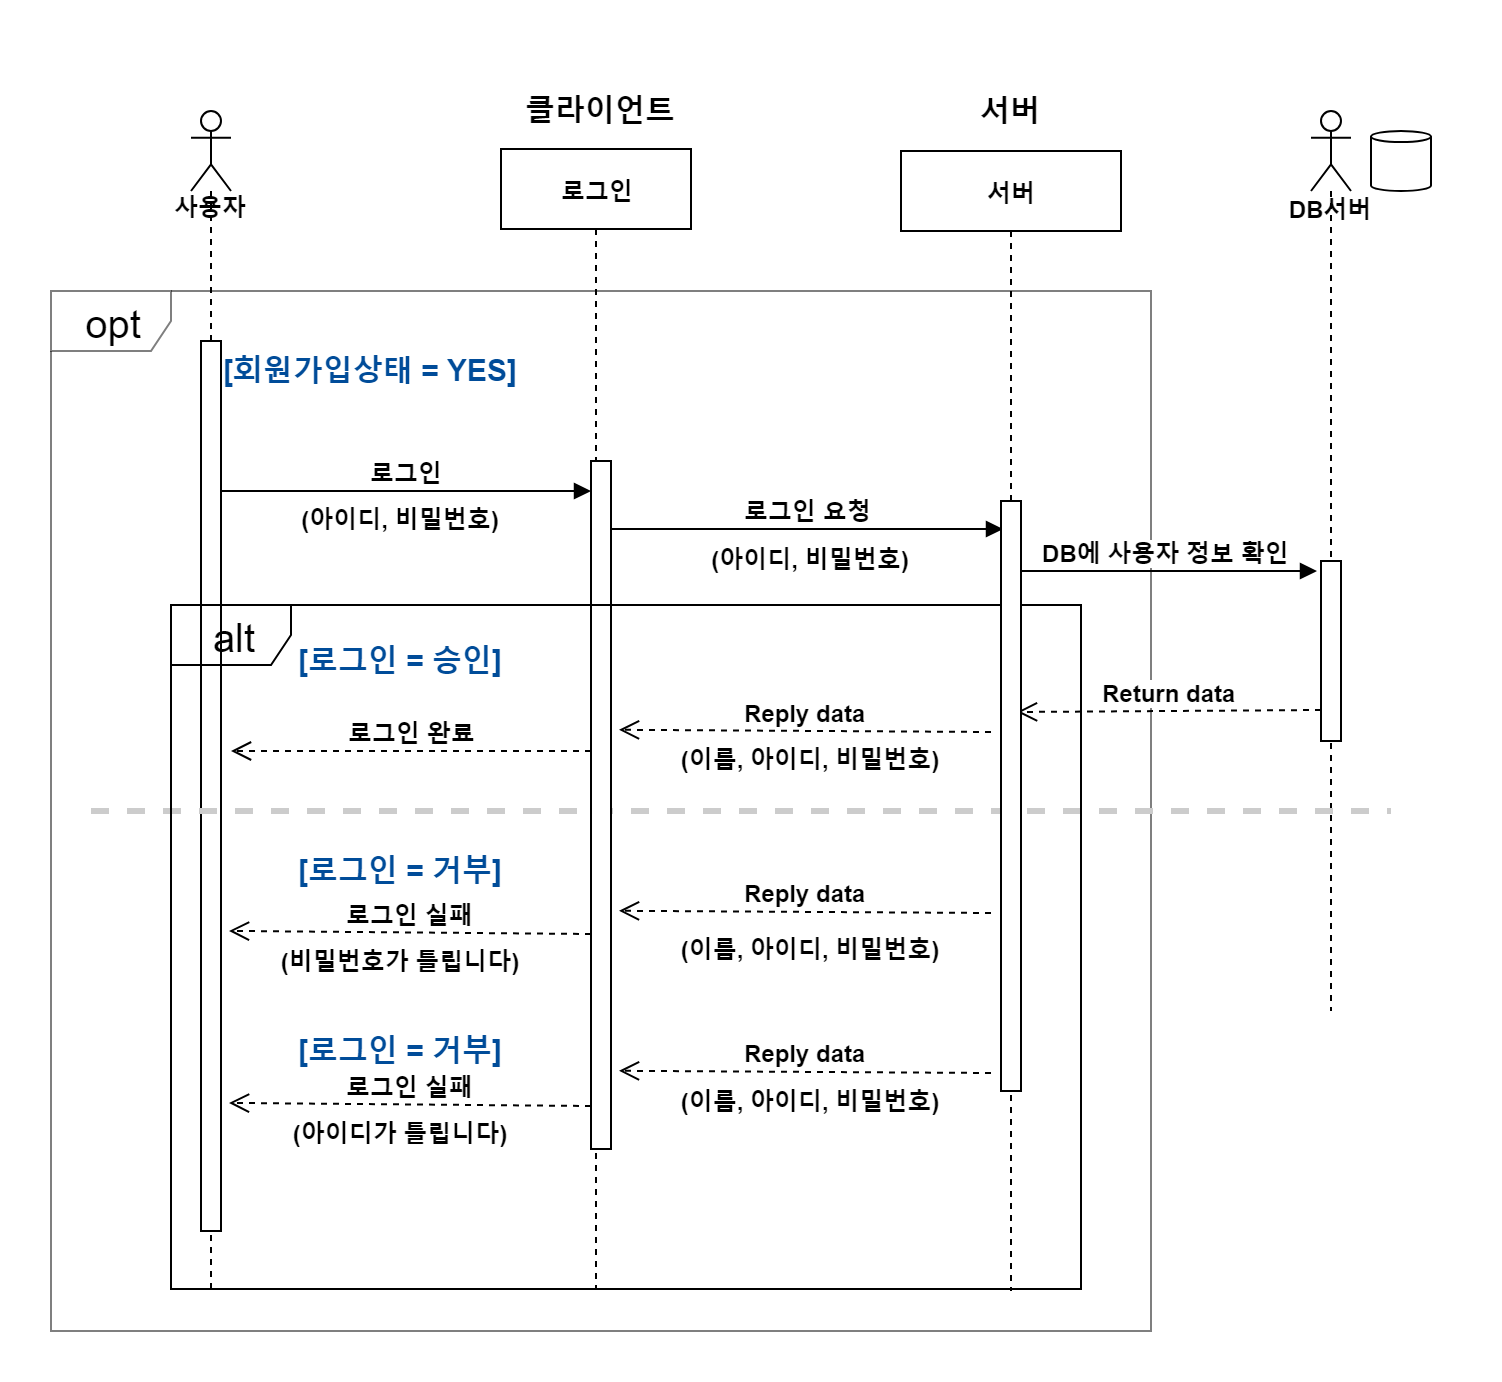 클라이언트
서버
사용자
로그인
서버
DB서버
opt
[회원가입상태 = YES]
로그인
(아이디, 비밀번호)
로그인 요청
(아이디, 비밀번호)
DB에 사용자 정보 확인
alt
[로그인 = 승인]
Return data
Reply data
로그인 완료
(이름, 아이디, 비밀번호)
[로그인 = 거부]
Reply data
로그인 실패
(이름, 아이디, 비밀번호)
(비밀번호가 틀립니다)
[로그인 = 거부]
Reply data
로그인 실패
(이름, 아이디, 비밀번호)
(아이디가 틀립니다)